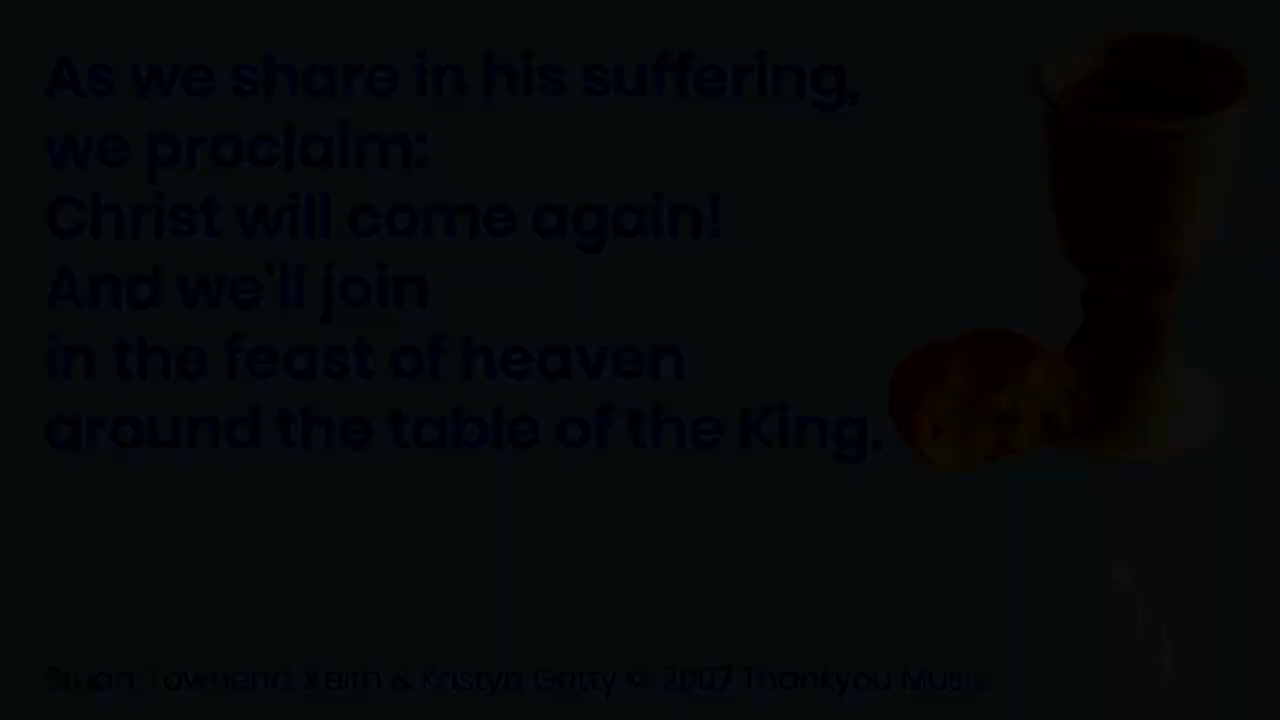 As we share in his suffering,
we proclaim:
Christ will come again!
And we'll join
in the feast of heaven
around the table of the King.
Stuart Townend, Keith & Kristyn Getty © 2007 Thankyou Music